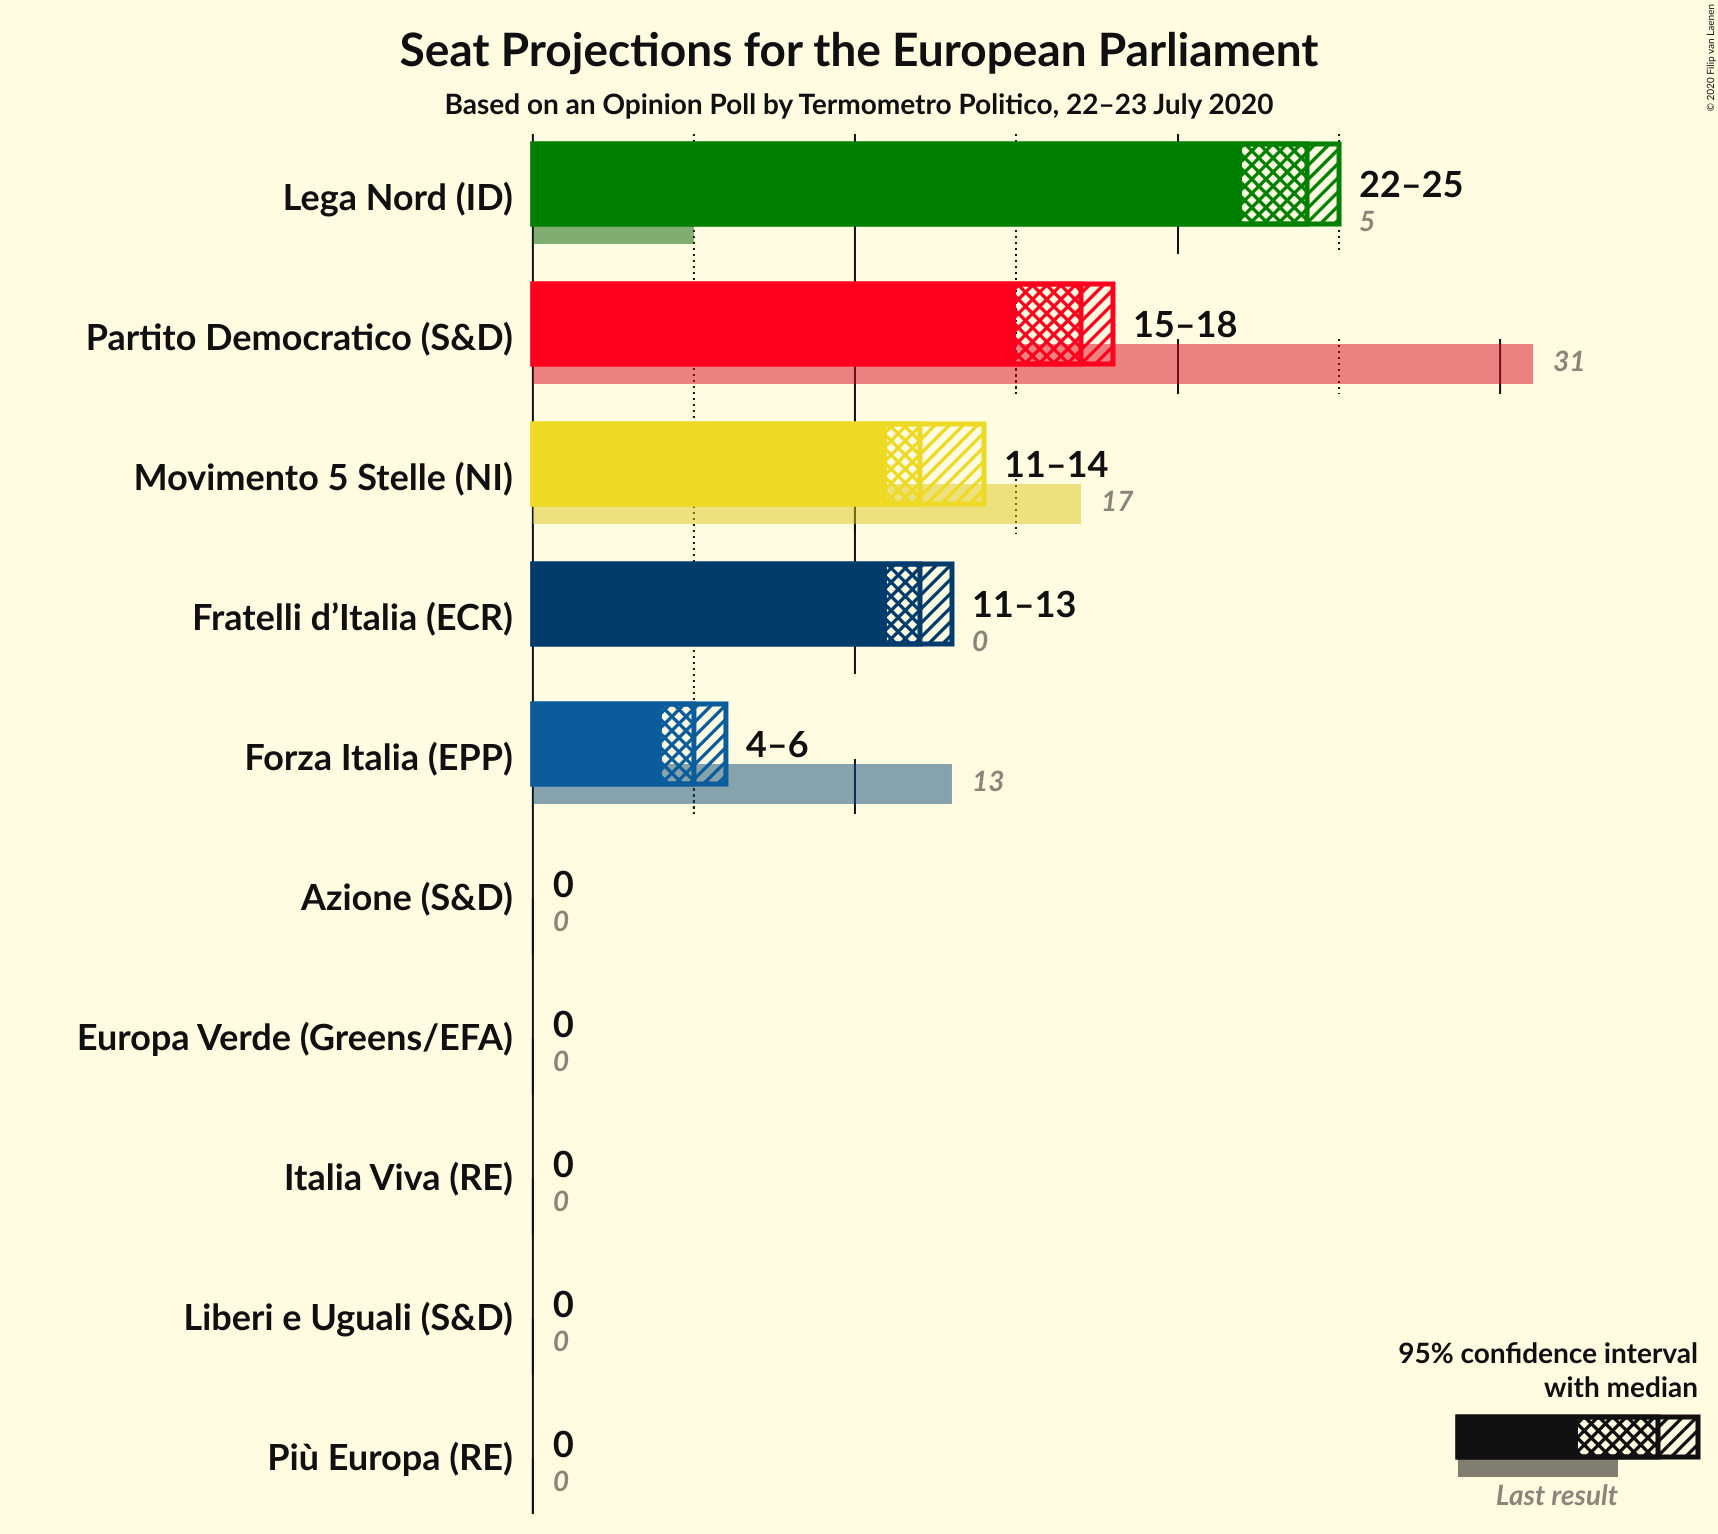 Seat Projections for the European Parliament
Based on an Opinion Poll by Termometro Politico, 22–23 July 2020
© 2020 Filip van Laenen
Lega Nord (ID)
22–25
5
Partito Democratico (S&D)
15–18
31
Movimento 5 Stelle (NI)
11–14
17
Fratelli d’Italia (ECR)
11–13
0
Forza Italia (EPP)
4–6
13
Azione (S&D)
0
0
Europa Verde (Greens/EFA)
0
0
Italia Viva (RE)
0
0
Liberi e Uguali (S&D)
0
0
Più Europa (RE)
0
0
95% confidence interval
with median
Last result